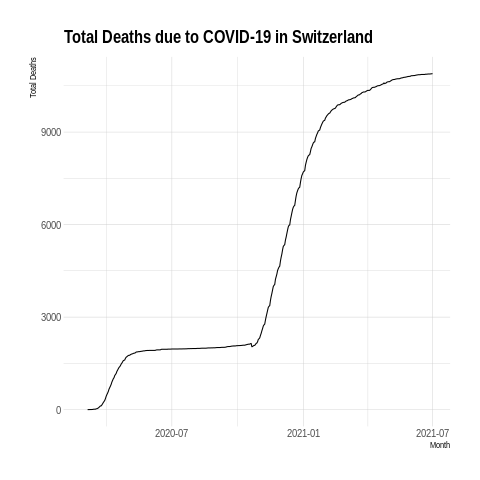 Total Deaths due to COVID-19 in Switzerland
Total Deaths
9000
6000
3000
0
2020-07
2021-01
2021-07
Month